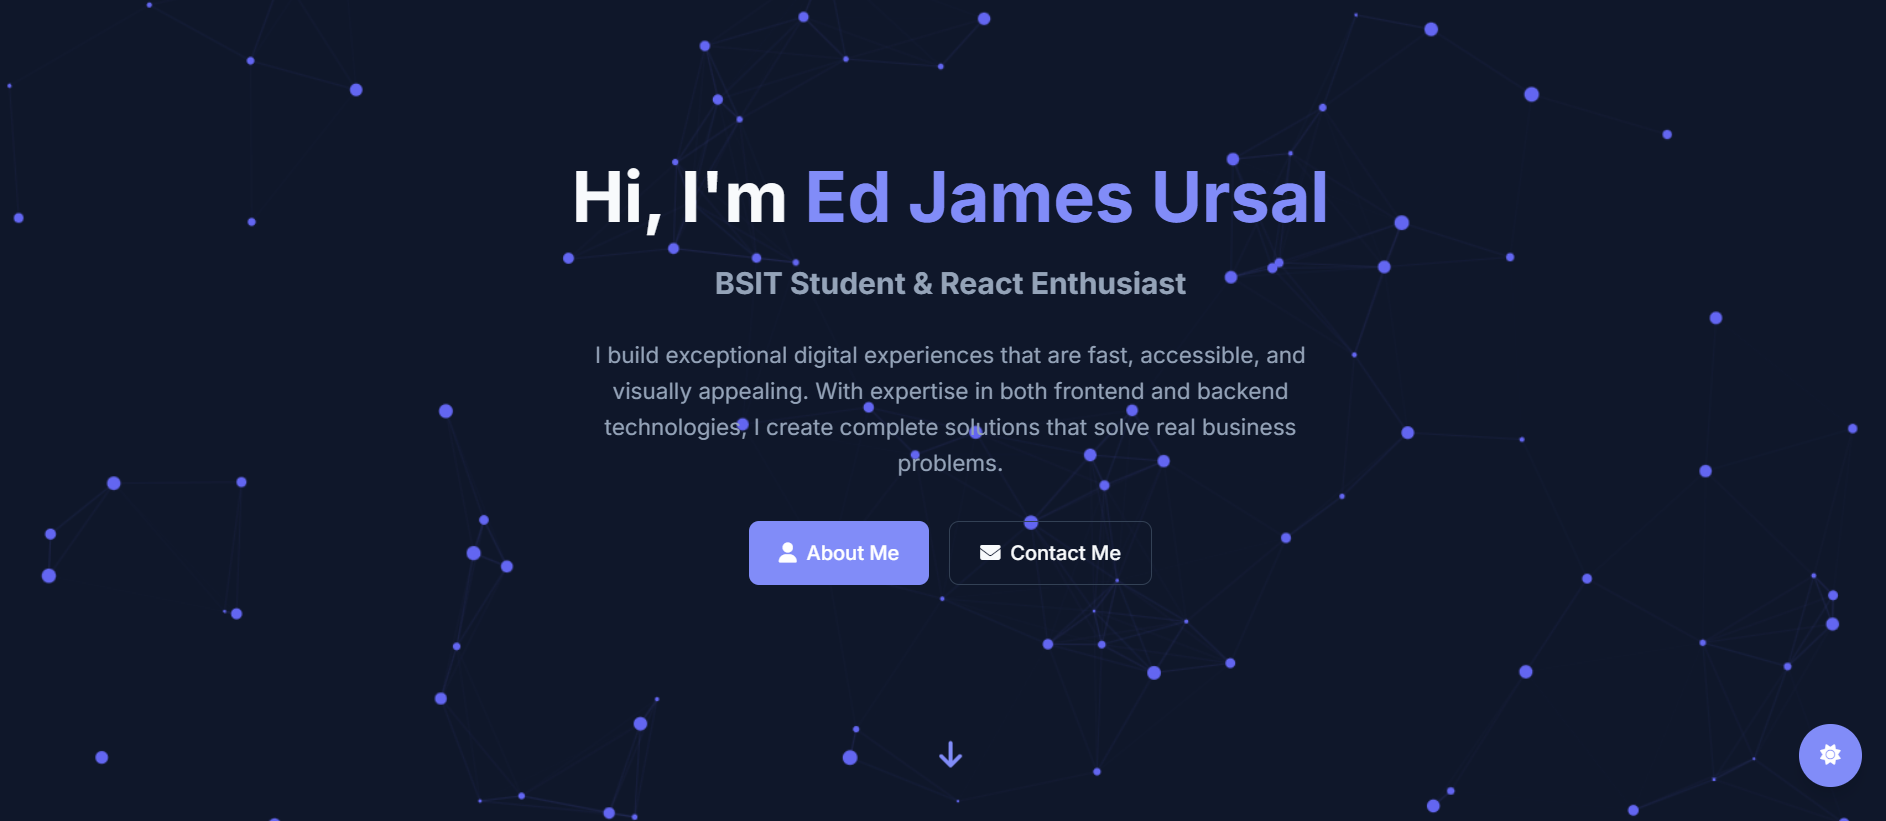 Hi, I'm Ed James Ursal
BSIT Student & React Enthusiast
I build exceptional digital experiences that are fast, accessible, and
visually appealing. With expertise in both frontend and backend
technologies, I create complete solutions that solve real business
problems.
About Me
Contact Me